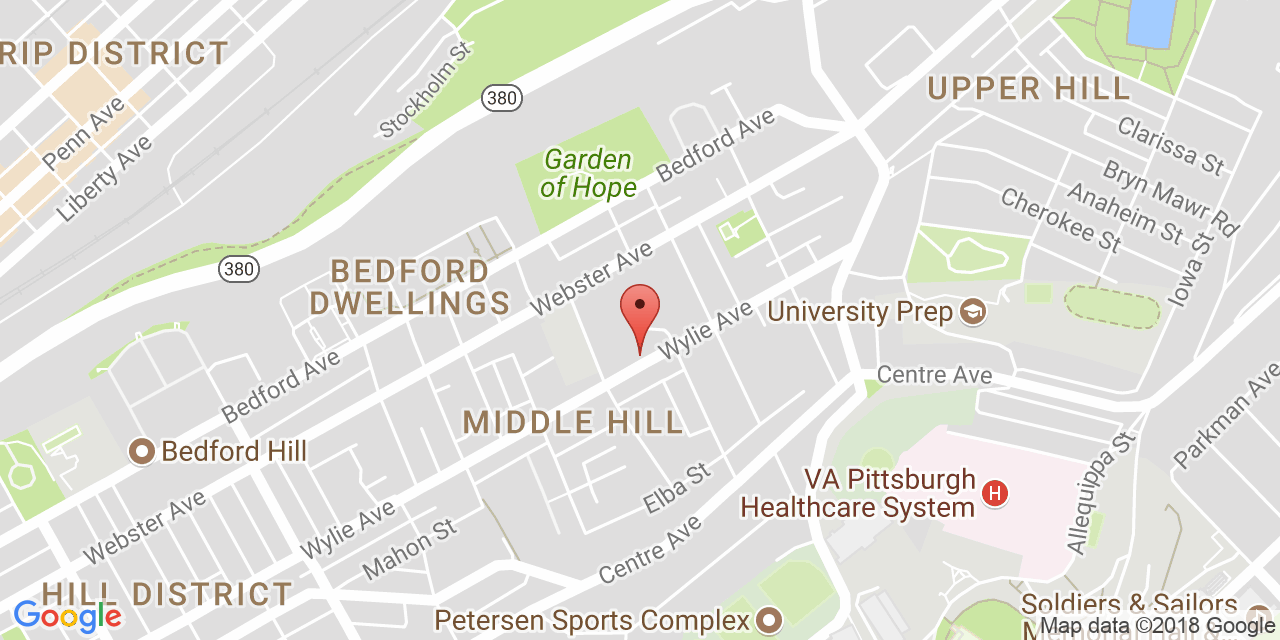 RIP DISTRICT
Penn Ave
Liberty Ave
Stockholm St
380
Garden
of Hope
Bedford Ave
UPPER HILL
Clarissa St
Bryn Mawr Rd
Anaheim St
Cherokee St
Iowa St
380
BEDFORD
DWELLINGS
Webster Ave
Wylie Ave
University Prep
Centre Ave
Parkman Ave
Bedford Ave
MIDDLE HILL
Bedford Hill
Elba St
VA Pittsburgh
Healthcare System
H
Allequippa St
Webster Ave
Wylie Ave
Mahon St
Centre Ave
HILL DISTRICT
Google
Petersen Sports Complex
Soldiers & Sailors
Map data ©2018 Google